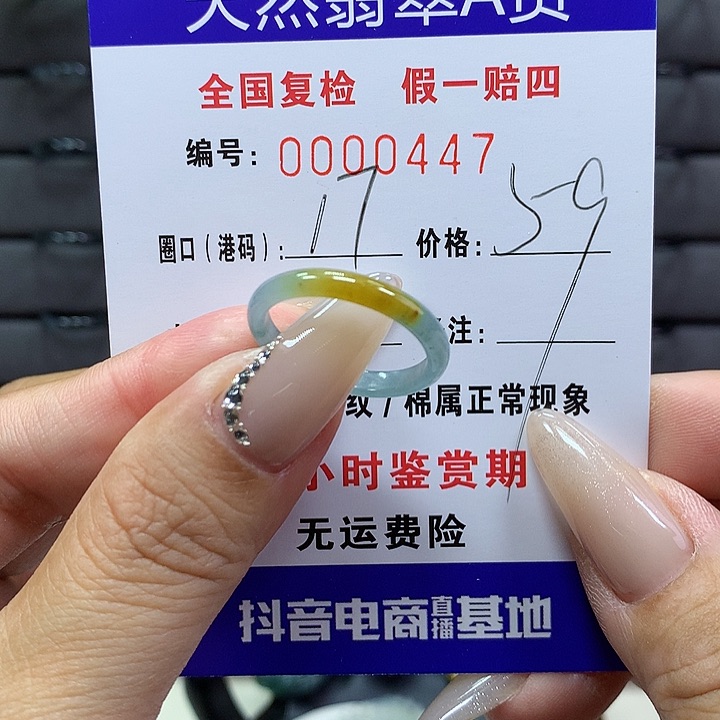 天然翡翠A货
全国复检 假一赔四
编号：0000447
圈口（港码）：17 价格：59
注：
纹/棉属正常现象
小时鉴赏期
无运费险
抖音电商直播基地